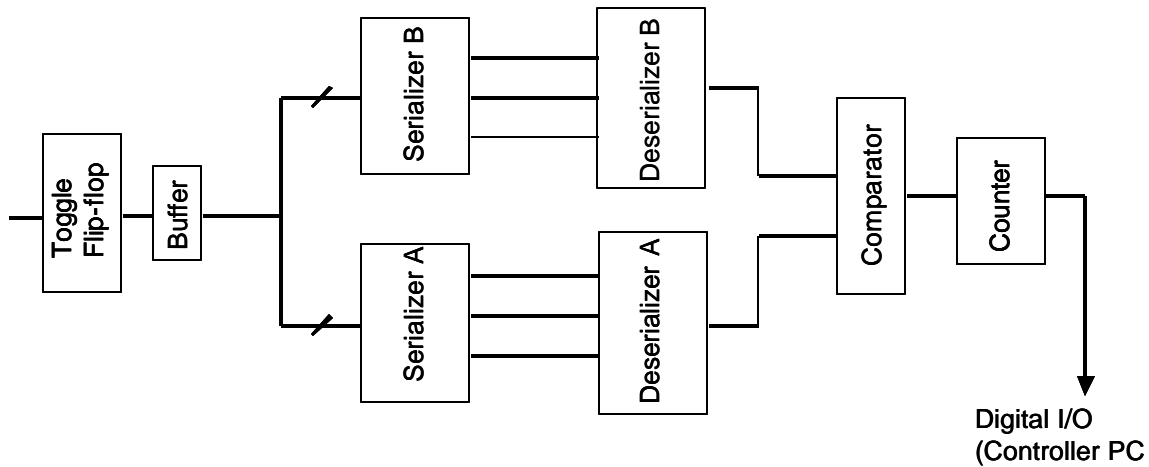 Toggle
Flip-flop
Buffer
Serializer B
Deserializer B
Serializer A
Deserializer A
Comparator
Counter
Digital I/O
(Controller PC